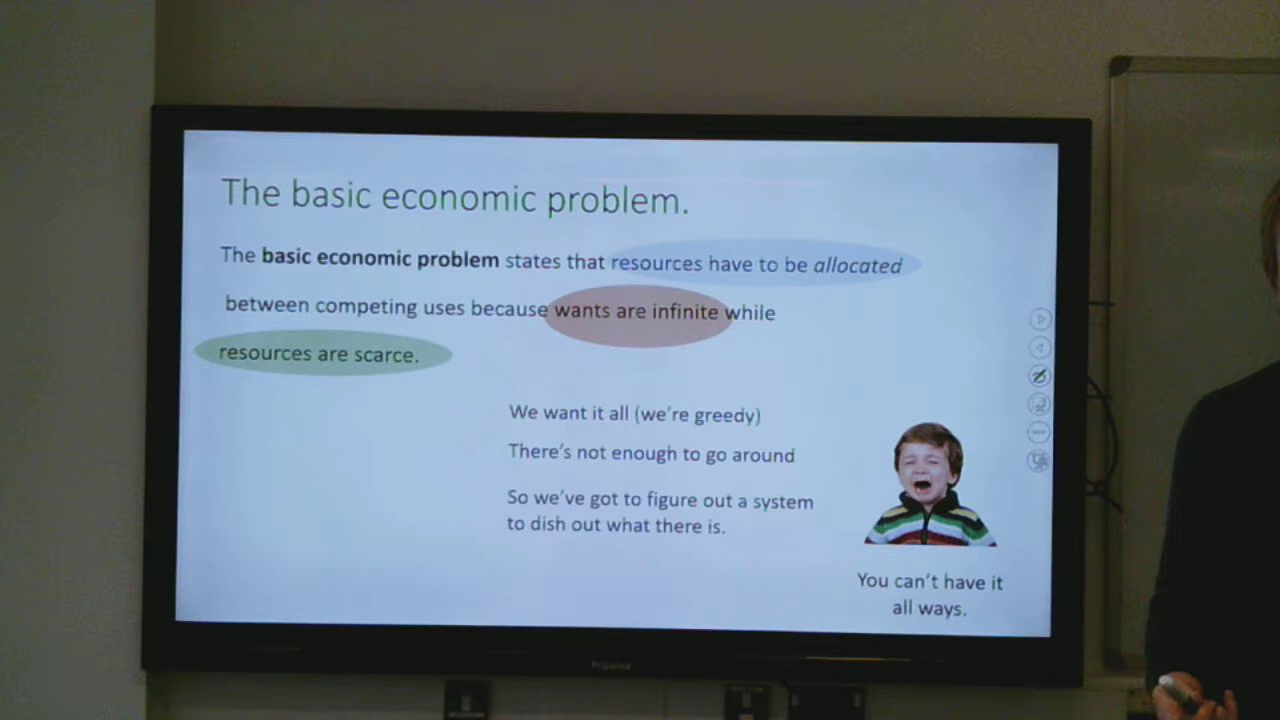 The basic economic problem.
The basic economic problem states that resources have to be allocated
between competing uses because wants are infinite while
resources are scarce.
We want it all (we're greedy)
There's not enough to go around
So we've got to figure out a system
to dish out what there is.
You can't have it
all ways.